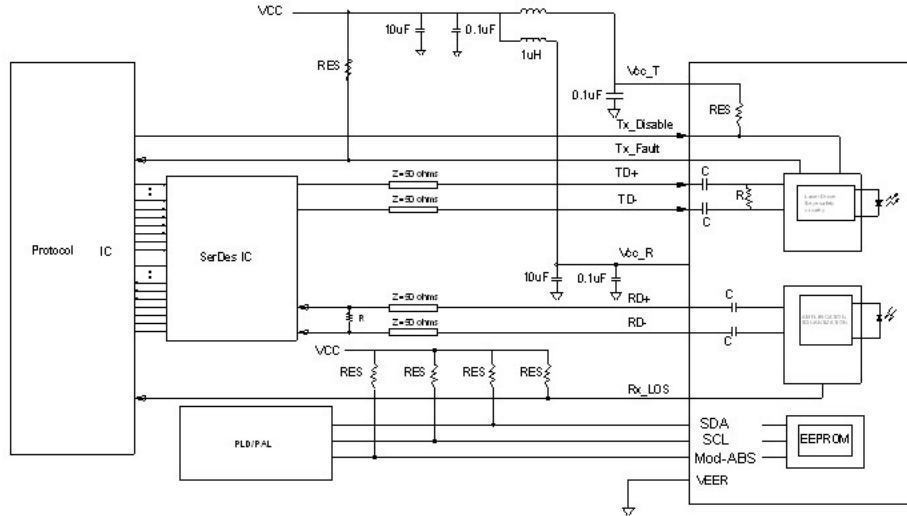 VCC
10uF
0.1uF
1uH
RES
Vcc_T
0.1uF
RES
Tx_Disable
Tx_Fault
Z=50 ohms
TD+
C
R
Z=50 ohms
TD-
C
Protocol IC
SerDes IC
Vcc_R
10uF
0.1uF
Z=50 ohms
RD+
C
R
Z=50 ohms
RD-
C
VCC
RES
RES
RES
RES
Rx_LOS
PLD/PAL
SDA
SCL
Mod-ABS
VEER
EEPROM